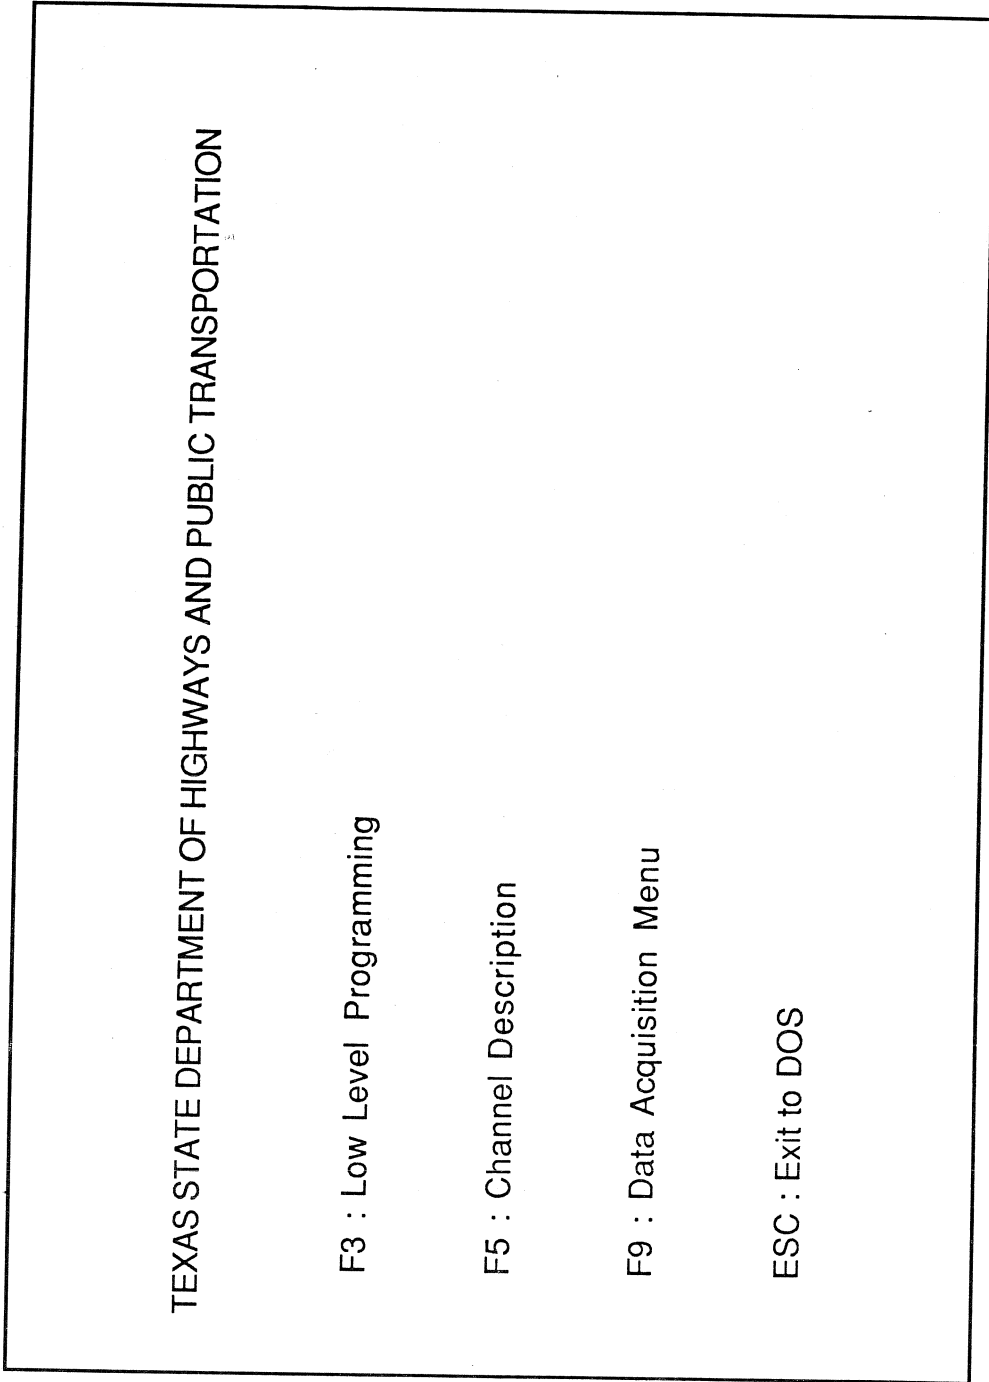 TEXAS STATE DEPARTMENT OF HIGHWAYS AND PUBLIC TRANSPORTATION
F3 : Low Level Programming
F5 : Channel Description
F9 : Data Acquisition Menu
ESC : Exit to DOS